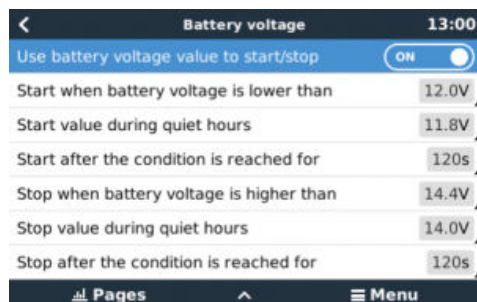 Battery voltage 13:00
Use battery voltage value to start/stop ON
Start when battery voltage is lower than 12.0V
Start value during quiet hours 11.8V
Start after the condition is reached for 120s
Stop when battery voltage is higher than 14.4V
Stop value during quiet hours 14.0V
Stop after the condition is reached for 120s
Pages Menu